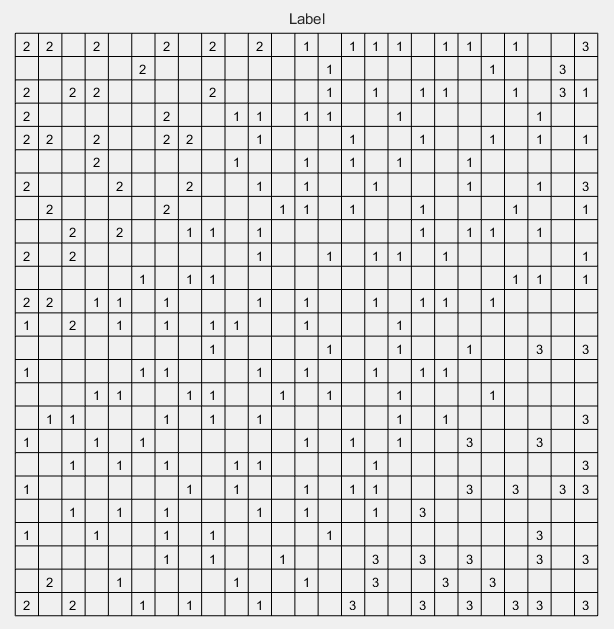 Label
2 2 2 2 2 2 1 1 1 1 1 1 1 3
2 1 1 3
2 2 2 2 1 1 1 1 1 3 1
2 2 1 1 1 1 1 1
2 2 2 2 2 1 1 1 1 1 1
2 1 1 1 1 1
2 2 2 1 1 1 1 1 3
2 2 1 1 1 1 1 1
2 2 1 1 1 1 1 1 1
2 2 1 1 1 1 1 1
1 1 1 1 1 1
2 2 1 1 1 1 1 1 1 1 1
1 2 1 1 1 1 1 1
1 1 1 1 3 3
1 1 1 1 1 1 1 1
1 1 1 1 1 1 1 1
1 1 1 1 1 1 1 3
1 1 1 1 1 1 3 3
1 1 1 1 1 1 3
1 1 1 1 1 1 3 3 3 3
1 1 1 1 1 1 3
1 1 1 1 1 3
1 1 1 3 3 3 3 3
2 1 1 1 3 3 3
2 2 1 1 1 3 3 3 3 3 3